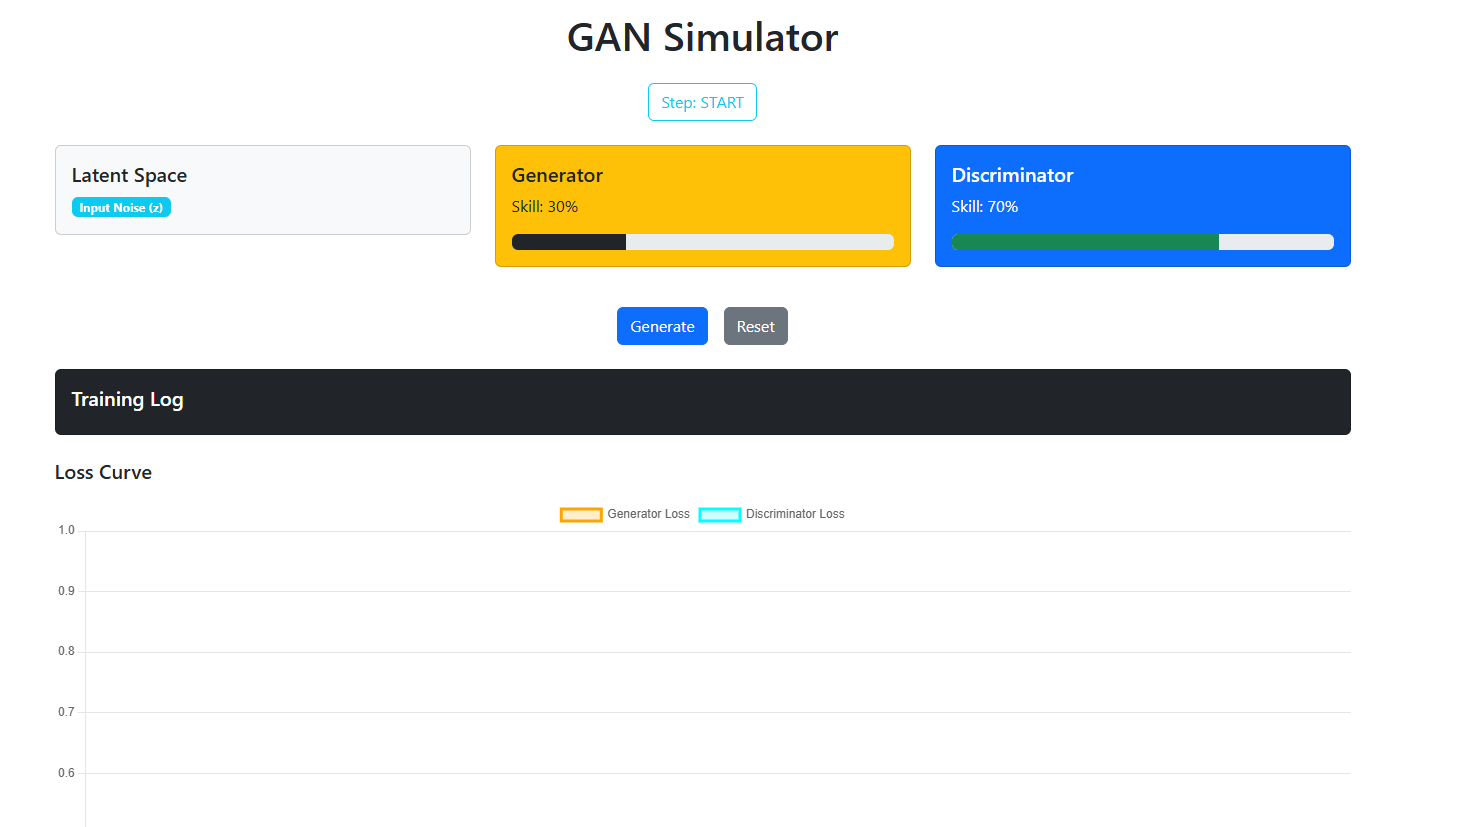 GAN Simulator
Step: START
Latent Space
Input Noise (z)
Generator
Skill: 30%
Discriminator
Skill: 70%
Generate Reset
Training Log
Loss Curve
Generator Loss Discriminator Loss
1.0
0.9
0.8
0.7
0.6